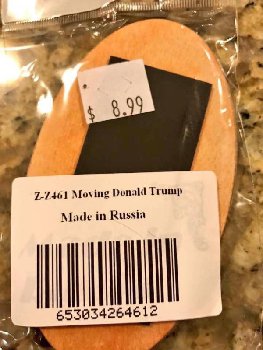 $ 8.99
Z-Z461 Moving Donald Trump
Made in Russia
653034264612